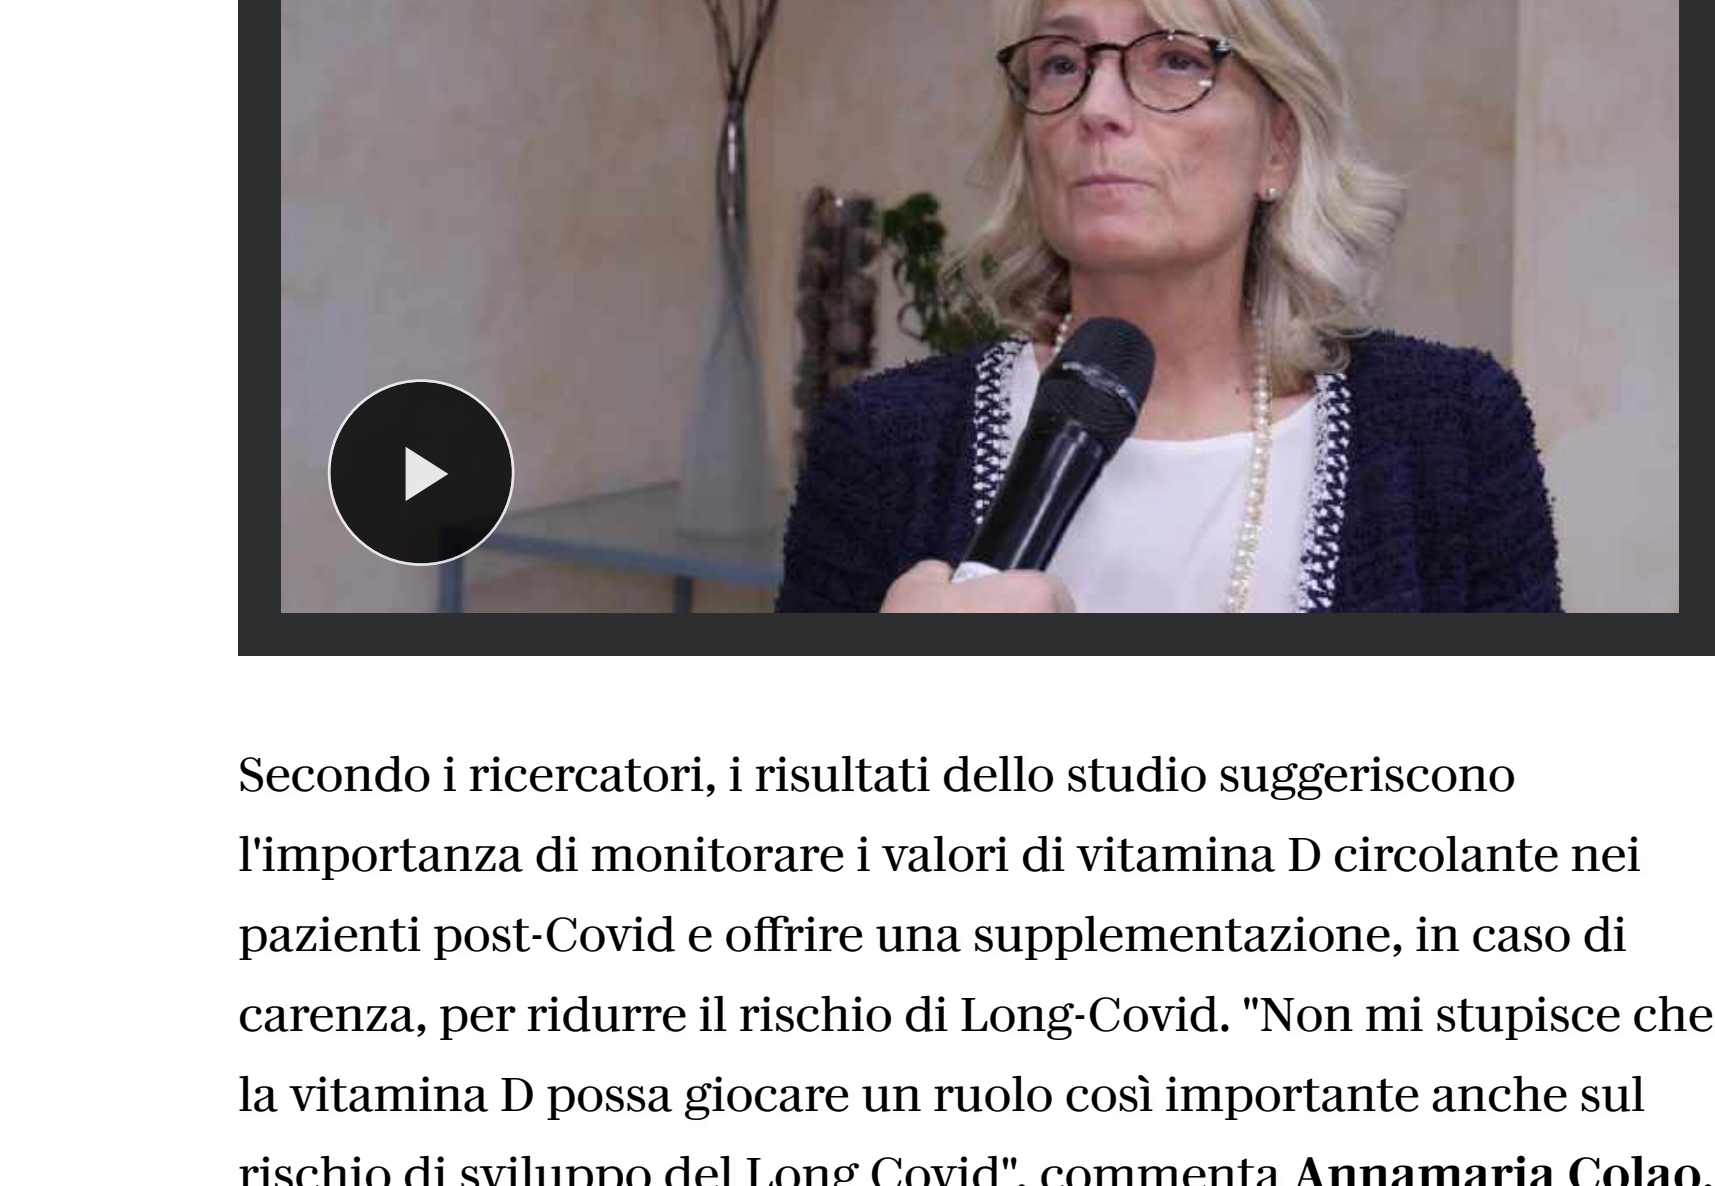 Secondo i ricercatori, i risultati dello studio suggeriscono
l'importanza di monitorare i valori di vitamina D circolante nei
pazienti post-Covid e offrire una supplementazione, in caso di
carenza, per ridurre il rischio di Long-Covid. "Non mi stupisce che
la vitamina D possa giocare un ruolo così importante anche sul
rischio di sviluppo del Long Covid", commenta Annamaria Colao,